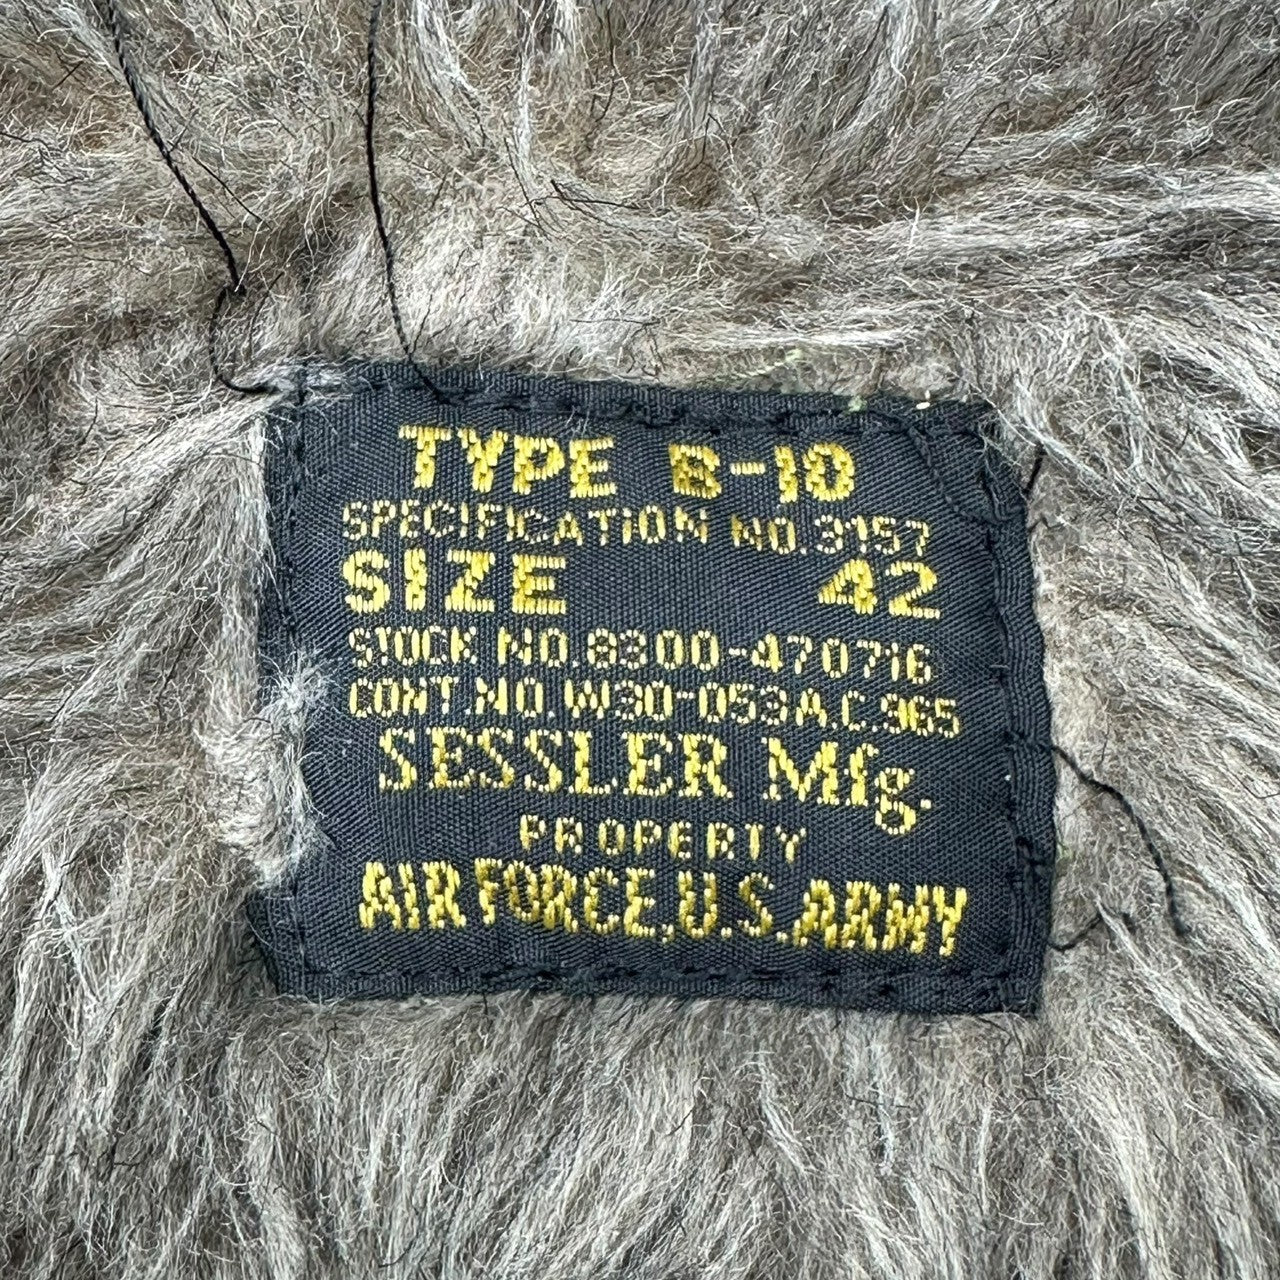 TYPE B-10
SPECIFICATION NO.3157
SIZE 42
STOCK NO.8300-470716
CONT.NO.W30-053A.C.965
SESSLER Mfg.
PROPERTY
AIR FORCE,U.S.ARMY